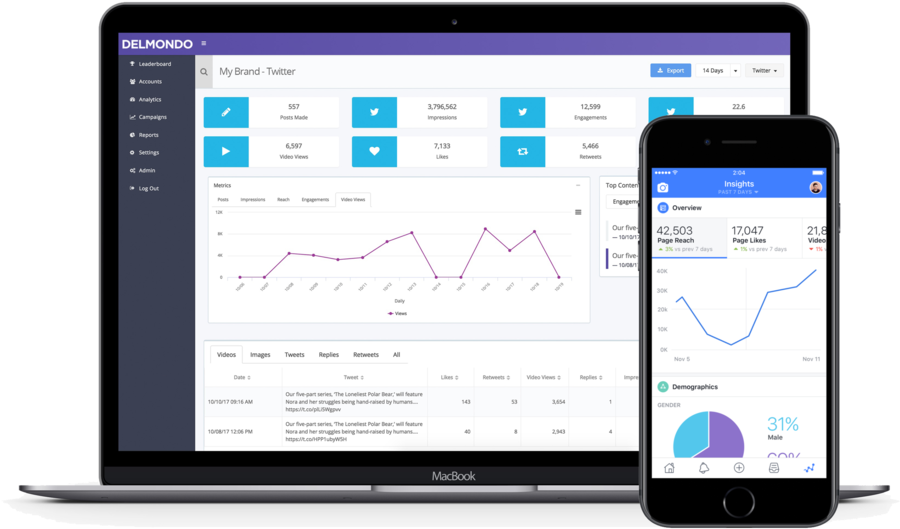 DELMONDO
Leaderboard
Accounts
Analytics
Campaigns
Reports
Settings
Admin
Log Out
My Brand - Twitter
Export
14 Days
Twitter
557
Posts Made
3,796,562
Impressions
12,599
Engagements
22.6
6,597
Video Views
7,133
Likes
5,466
Retweets
Metrics
Posts Impressions Reach Engagements Video Views
12K
8K
4K
0
10/06 10/07 10/08 10/09 10/10 10/11 10/12 10/13 10/14 10/15 10/16 10/17 10/18 10/19
Daily
Views
Top Conten
Engagem
Our five-
— 10/10/17
Our five-
— 10/08/17
Videos Images Tweets Replies Retweets All
Date Tweet Likes Retweets Video Views Replies Impre
10/10/17 09:16 AM
Our five-part series, 'The Loneliest Polar Bear,' will feature
Nora and her struggles being hand-raised by humans....
143 53 3,654 1
10/08/17 12:06 PM
Our five-part series, 'The Loneliest Polar Bear,' will feature
Nora and her struggles being hand-raised by humans....
40 8 2,943 4
MacBook
2:04
Insights
PAST 7 DAYS
Overview
42,503
Page Reach
3% vs prev 7 days
17,047
Page Likes
1% vs prev 7 days
21,8
Video
1%
40K
30k
20k
10K
0K
Nov 5
Nov 11
Demographics
GENDER
31%
Male